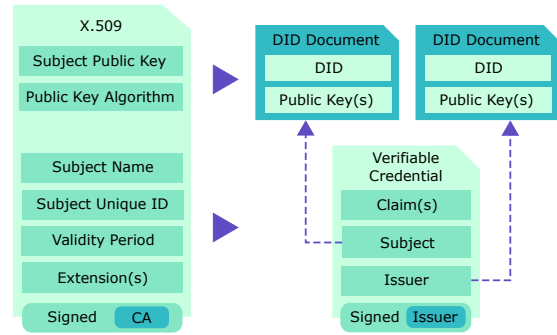 X.509
Subject Public Key
Public Key Algorithm
Subject Name
Subject Unique ID
Validity Period
Extension(s)
Signed CA
DID Document
DID
Public Key(s)
DID Document
DID
Public Key(s)
Verifiable
Credential
Claim(s)
Subject
Issuer
Signed Issuer